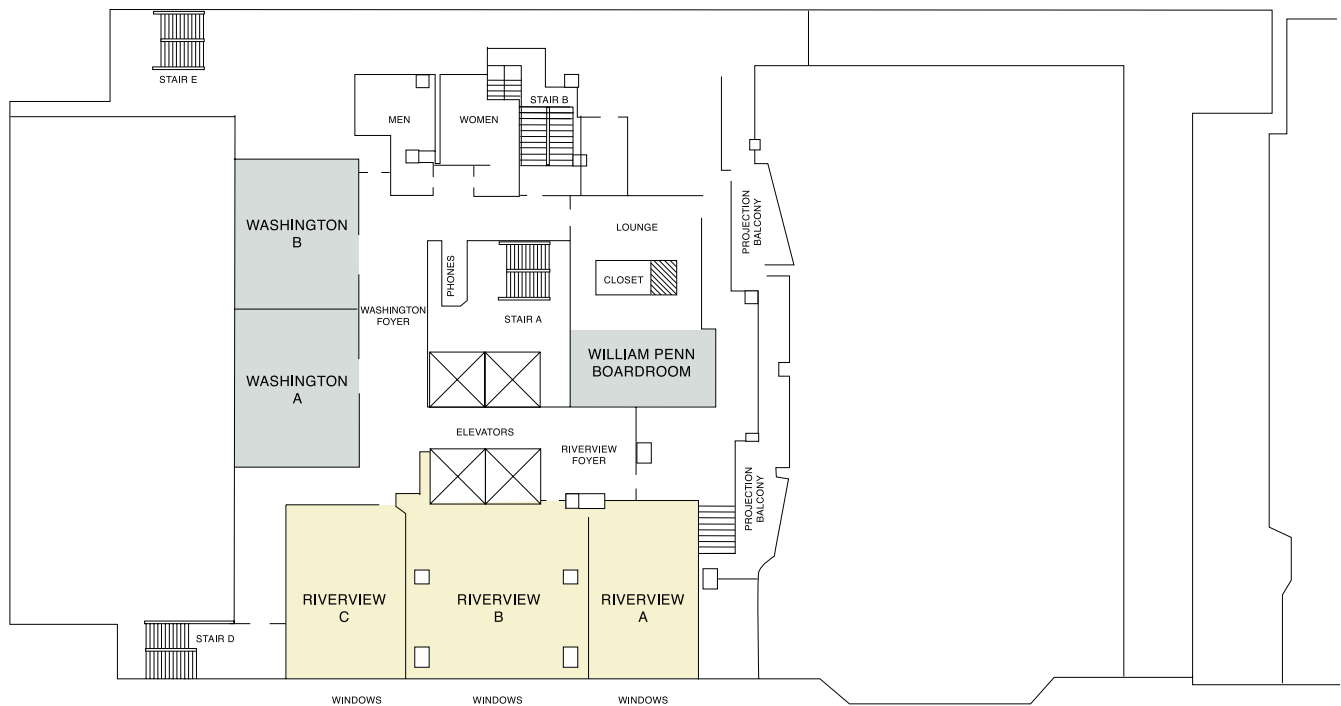 STAIR E
MEN
WOMEN
STAIR B
WASHINGTON
B
LOUNGE
PROJECTION
BALCONY
PHONES
CLOSET
WASHINGTON
FOYER
STAIR A
WILLIAM PENN
BOARDROOM
WASHINGTON
A
ELEVATORS
RIVERVIEW
FOYER
PROJECTION
BALCONY
RIVERVIEW
C
RIVERVIEW
B
RIVERVIEW
A
STAIR D
WINDOWS
WINDOWS
WINDOWS